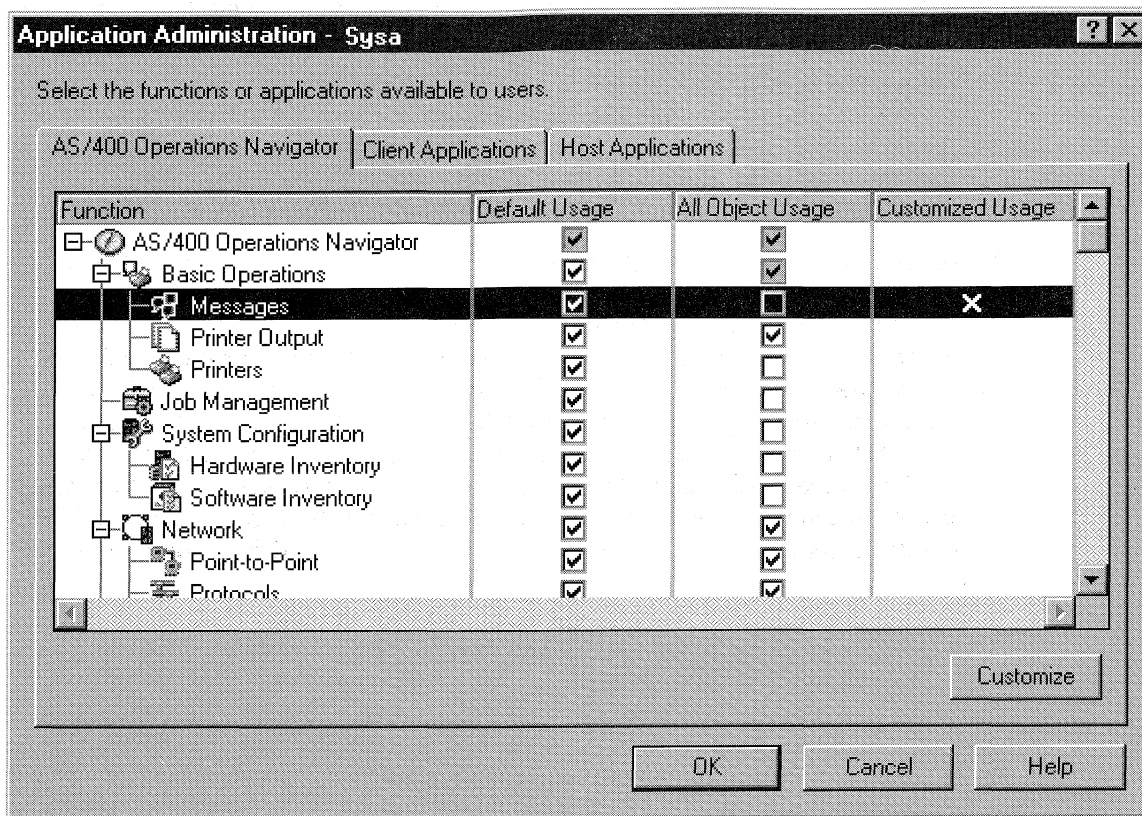 Application Administration - Sysa
Select the functions or applications available to users.
AS/400 Operations Navigator Client Applications Host Applications
Function Default Usage All Object Usage Customized Usage
AS/400 Operations Navigator
Basic Operations
Messages
Printer Output
Printers
Job Management
System Configuration
Hardware Inventory
Software Inventory
Network
Point-to-Point
Protocols
Customize
OK Cancel Help